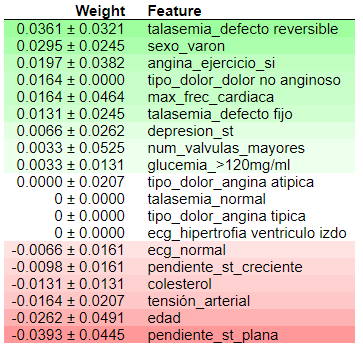 Weight Feature
0.0361 ± 0.0321 talasemia_defecto reversible
0.0295 ± 0.0245 sexo_varon
0.0197 ± 0.0382 angina_ejercicio_si
0.0164 ± 0.0000 tipo_dolor_dolor no anginoso
0.0164 ± 0.0464 max_frec_cardiaca
0.0131 ± 0.0245 talasemia_defecto fijo
0.0066 ± 0.0262 depresion_st
0.0033 ± 0.0525 num_valvulas_mayores
0.0033 ± 0.0131 glucemia_>120mg/ml
0.0000 ± 0.0207 tipo_dolor_angina atipica
0 ± 0.0000 talasemia_normal
0 ± 0.0000 tipo_dolor_angina tipica
0 ± 0.0000 ecg_hipertrofia ventriculo izdo
-0.0066 ± 0.0161 ecg_normal
-0.0098 ± 0.0161 pendiente_st_creciente
-0.0131 ± 0.0131 colesterol
-0.0164 ± 0.0207 tensión_arterial
-0.0262 ± 0.0491 edad
-0.0393 ± 0.0445 pendiente_st_plana